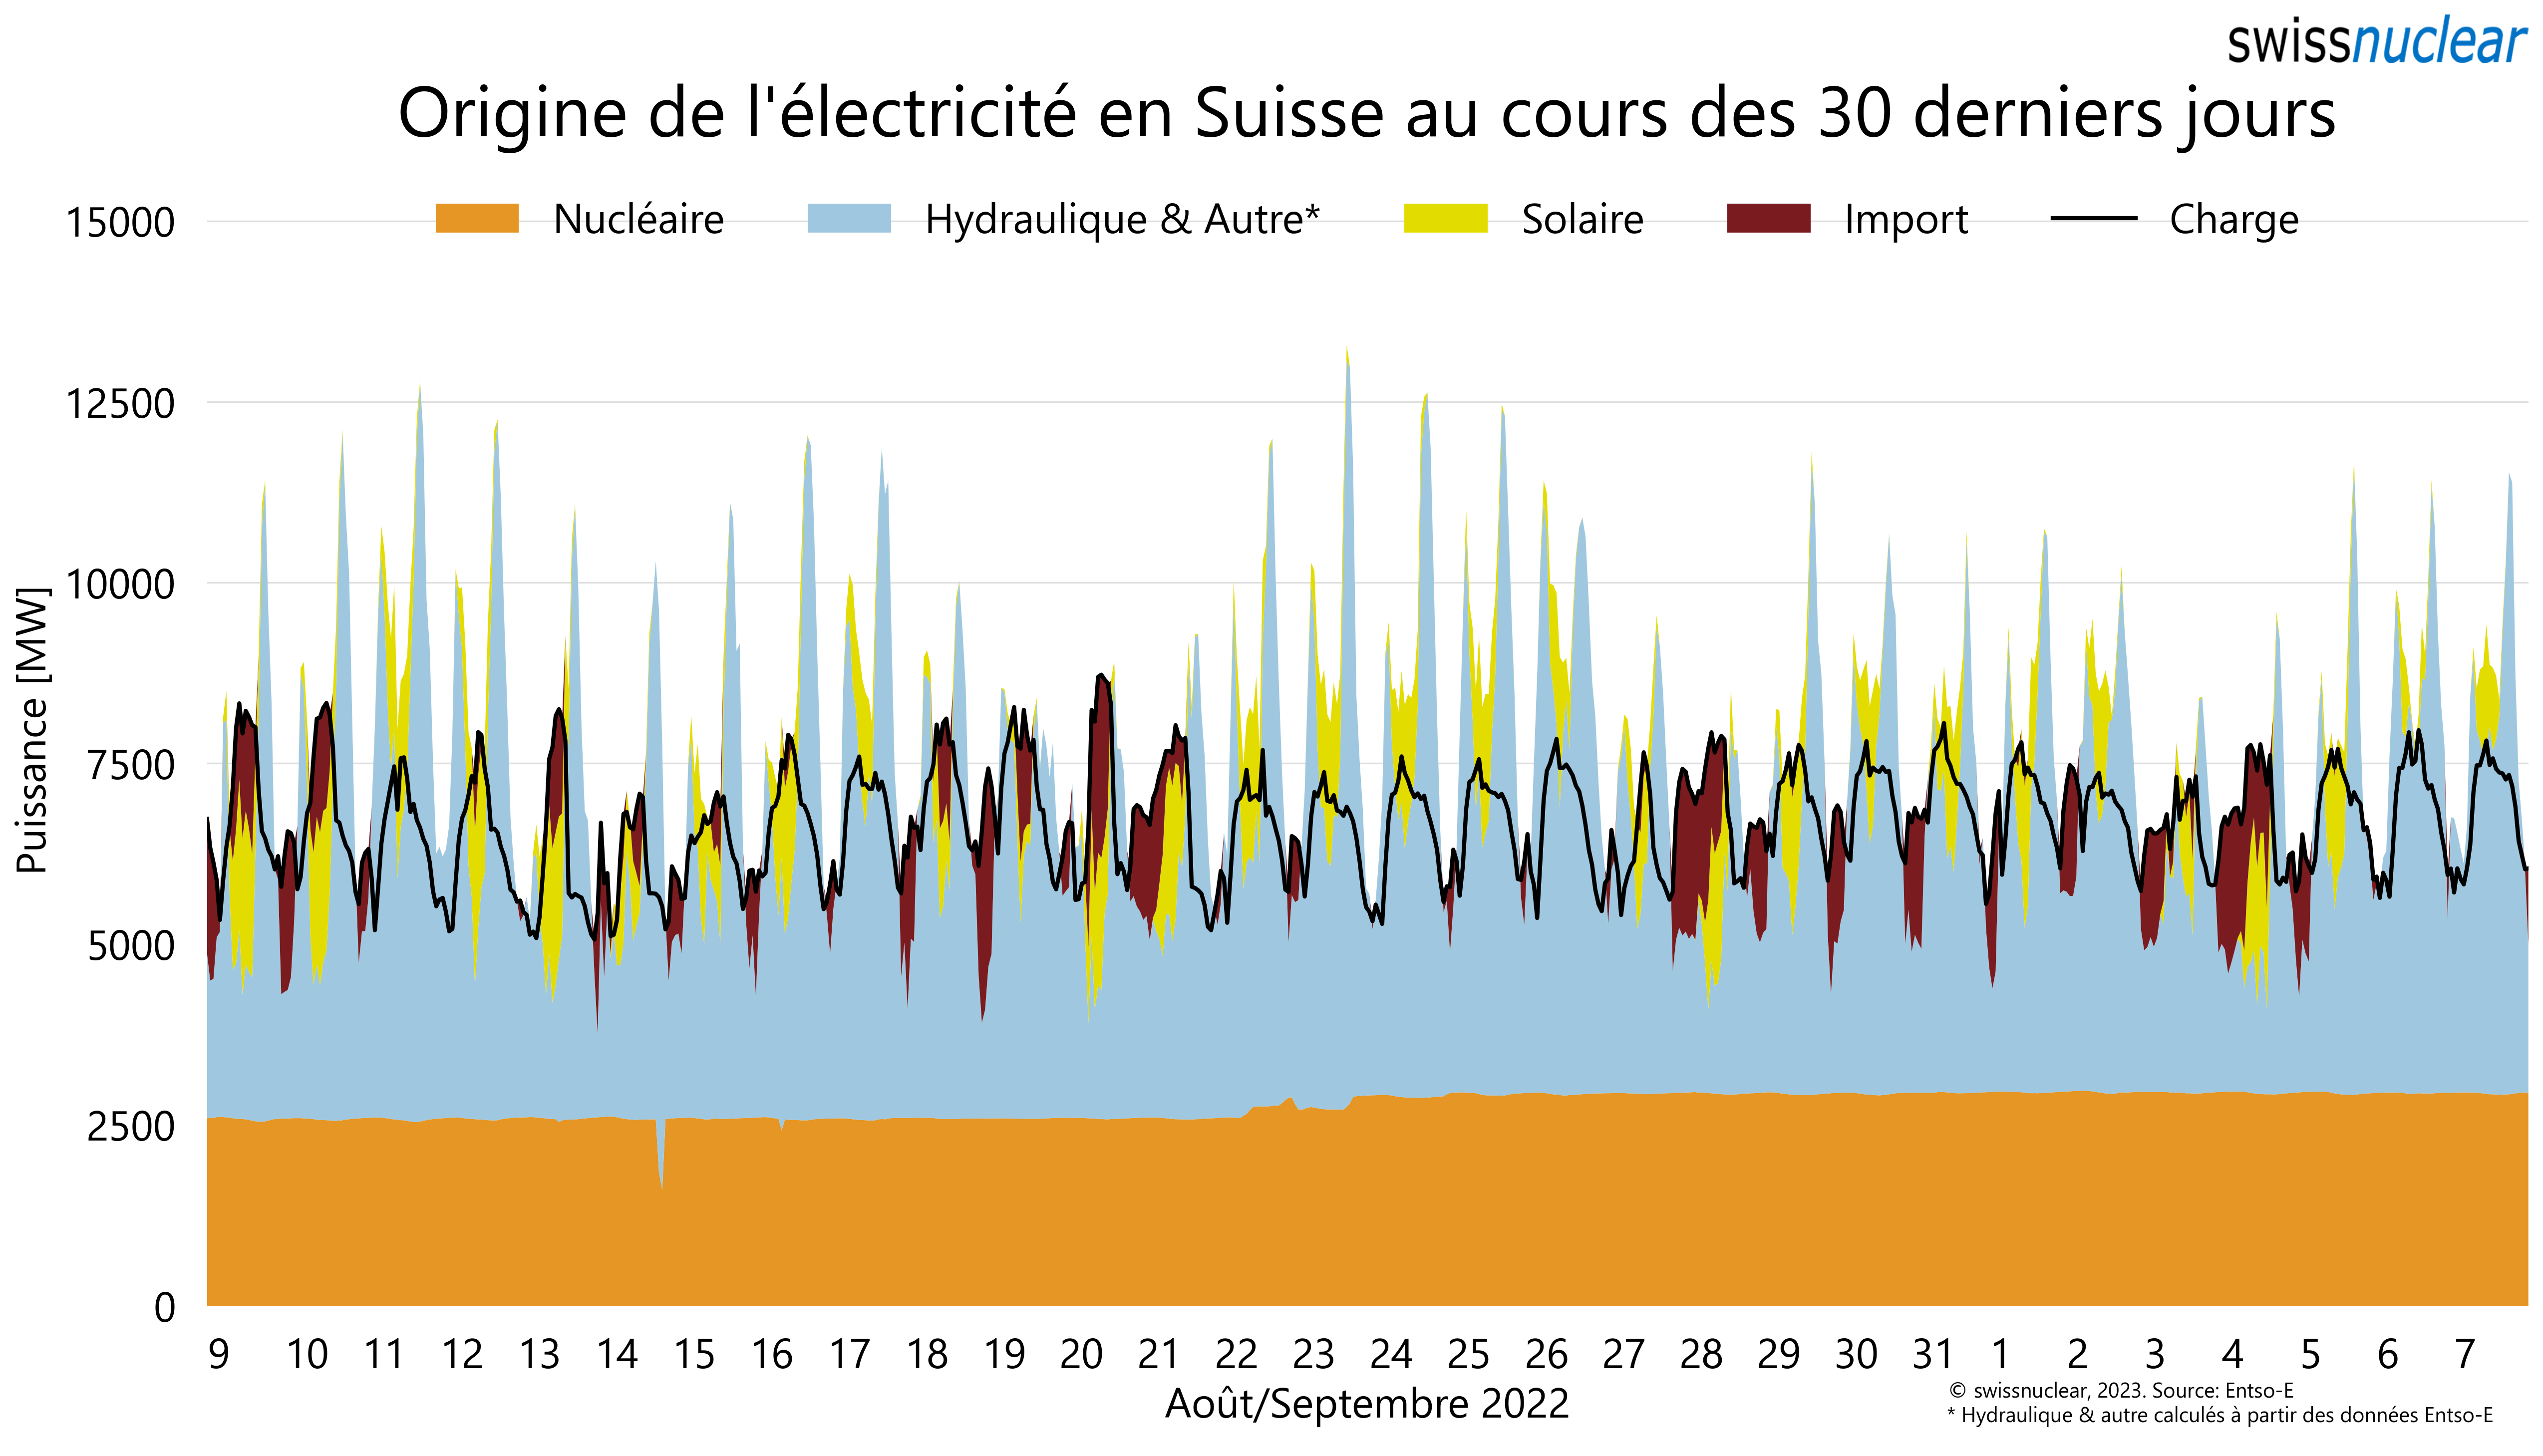 swissnuclear
Origine de l'électricité en Suisse au cours des 30 derniers jours
Nucléaire Hydraulique & Autre* Solaire Import Charge
15000
12500
10000
7500
5000
2500
0
Puissance [MW]
9 10 11 12 13 14 15 16 17 18 19 20 21 22 23 24 25 26 27 28 29 30 31 1 2 3 4 5 6 7
Août/Septembre 2022
© swissnuclear, 2023. Source: Entso-E
* Hydraulique & autre calculés à partir des données Entso-E